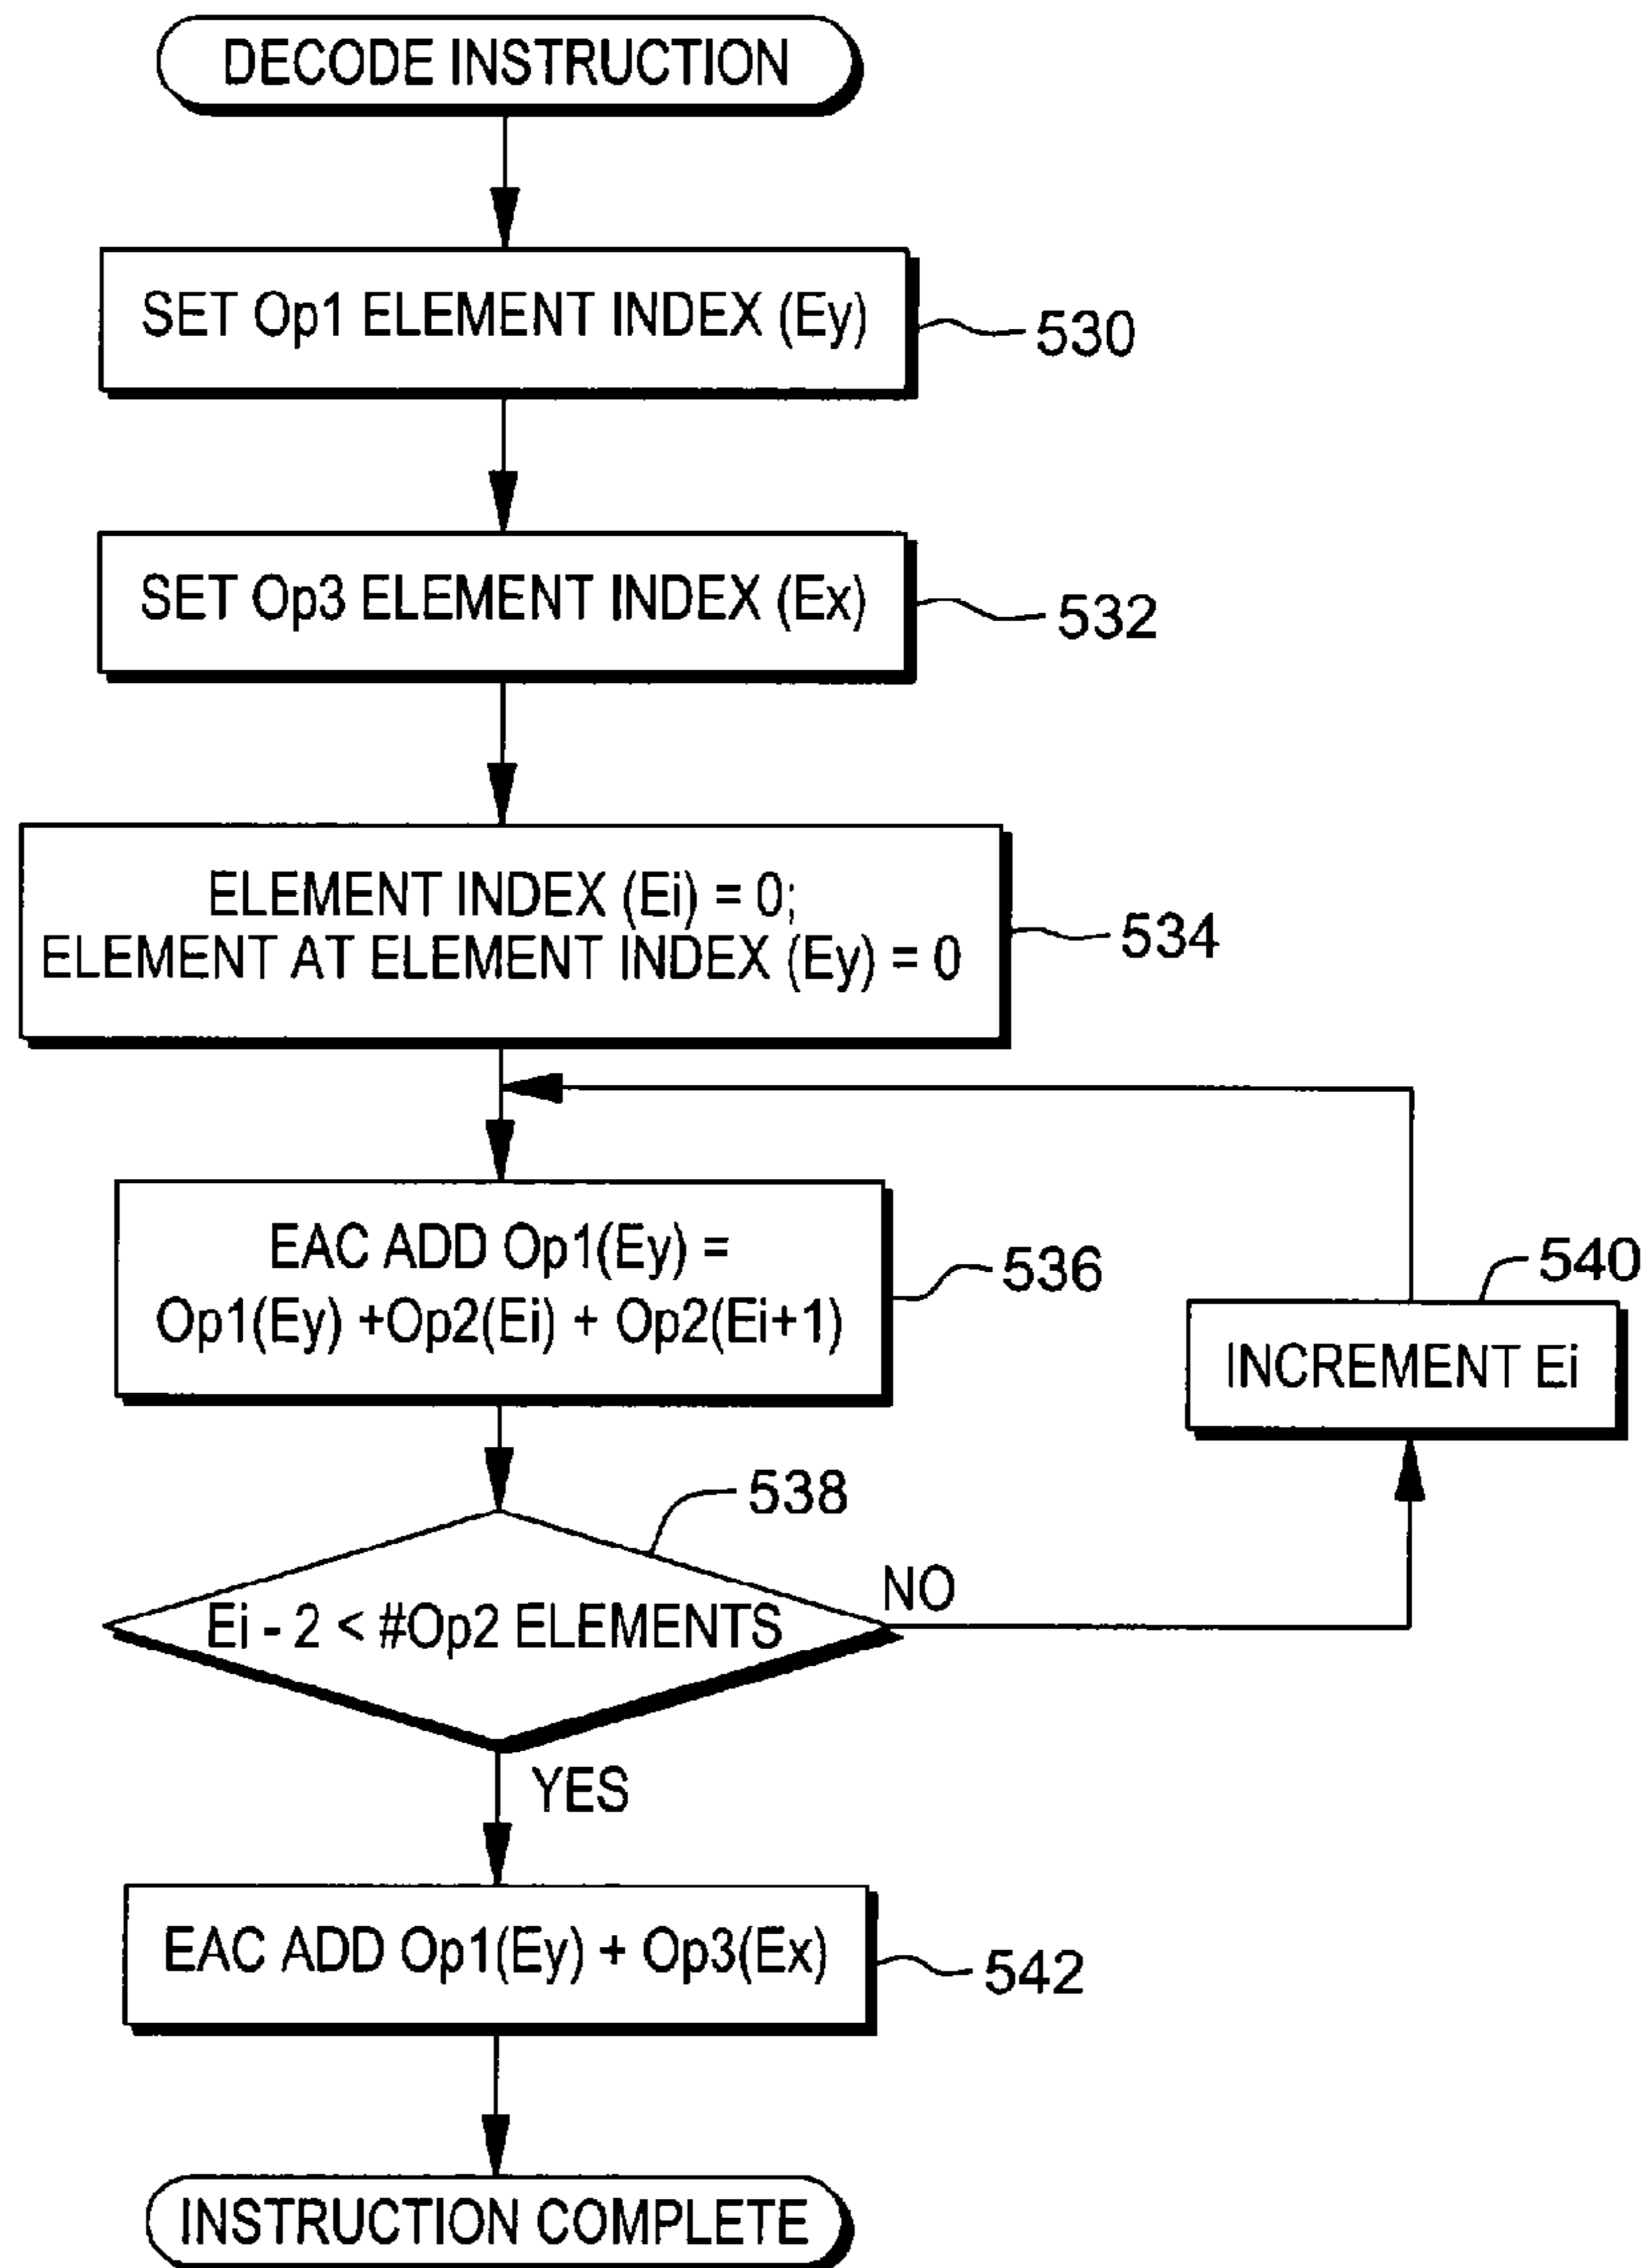 DECODE INSTRUCTION
SET Op1 ELEMENT INDEX (Ey)
530
SET Op3 ELEMENT INDEX (Ex)
532
ELEMENT INDEX (Ei) = 0;
ELEMENT AT ELEMENT INDEX (Ey) = 0
534
EAC ADD Op1(Ey) =
Op1(Ey) +Op2(Ei) + Op2(Ei+1)
536
540
INCREMENT Ei
538
Ei - 2 < #Op2 ELEMENTS
NO
YES
EAC ADD Op1(Ey) + Op3(Ex)
542
INSTRUCTION COMPLETE